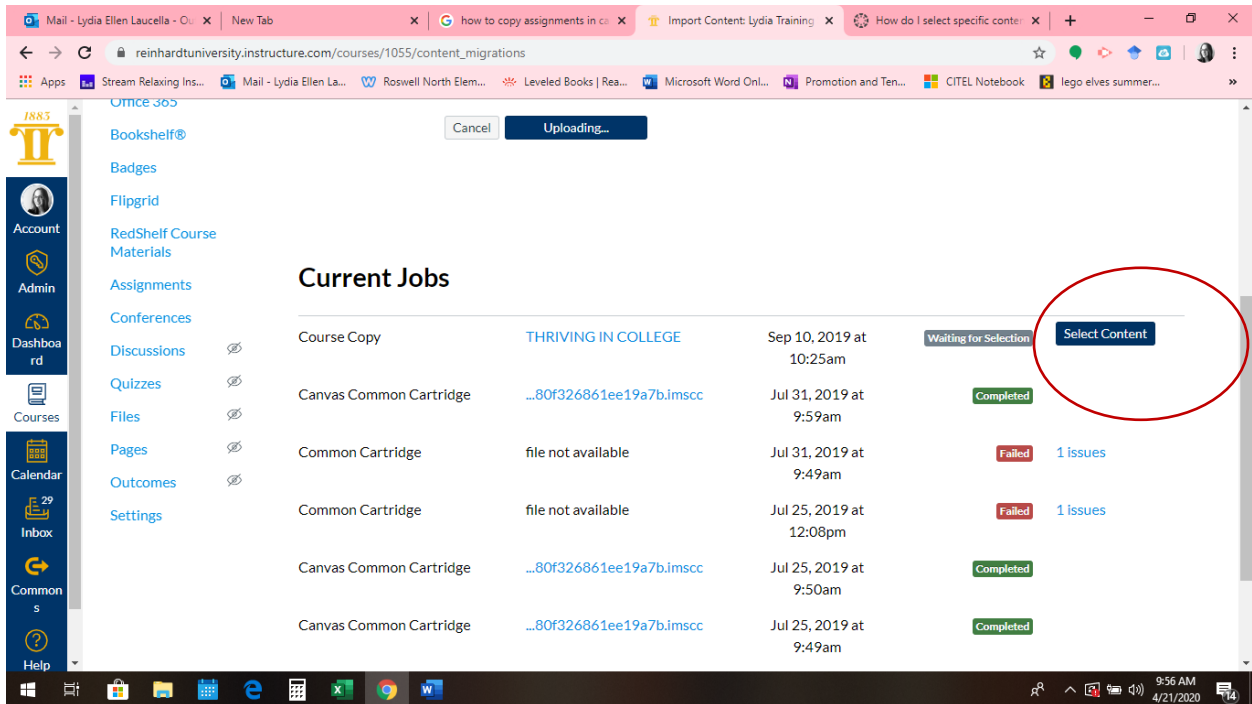 Mail - Lydia Ellen Laucella - Ou
New Tab
how to copy assignments in ca
Import Content: Lydia Training
How do I select specific conten
reinhardtuniversity.instructure.com/courses/1055/content_migrations
Apps
Stream Relaxing Ins...
Mail - Lydia Ellen La...
Roswell North Elem...
Leveled Books | Rea...
Microsoft Word Onl...
Promotion and Ten...
CITEL Notebook
lego elves summer...
»
1883
Account
Admin
Dashboa
rd
Courses
Calendar
29
Inbox
Common
s
Help
Office 365
Bookshelf®
Badges
Flipgrid
RedShelf Course
Materials
Assignments
Conferences
Discussions
Quizzes
Files
Pages
Outcomes
Settings
Cancel
Uploading...
Current Jobs
Course Copy THRIVING IN COLLEGE Sep 10, 2019 at Waiting for Selection Select Content
10:25am
Canvas Common Cartridge ...80f326861ee19a7b.imscc Jul 31, 2019 at Completed
9:59am
Common Cartridge file not available Jul 31, 2019 at Failed 1 issues
9:49am
Common Cartridge file not available Jul 25, 2019 at Failed 1 issues
12:08pm
Canvas Common Cartridge ...80f326861ee19a7b.imscc Jul 25, 2019 at Completed
9:50am
Canvas Common Cartridge ...80f326861ee19a7b.imscc Jul 25, 2019 at Completed
9:49am
9:56 AM
4/21/2020
14